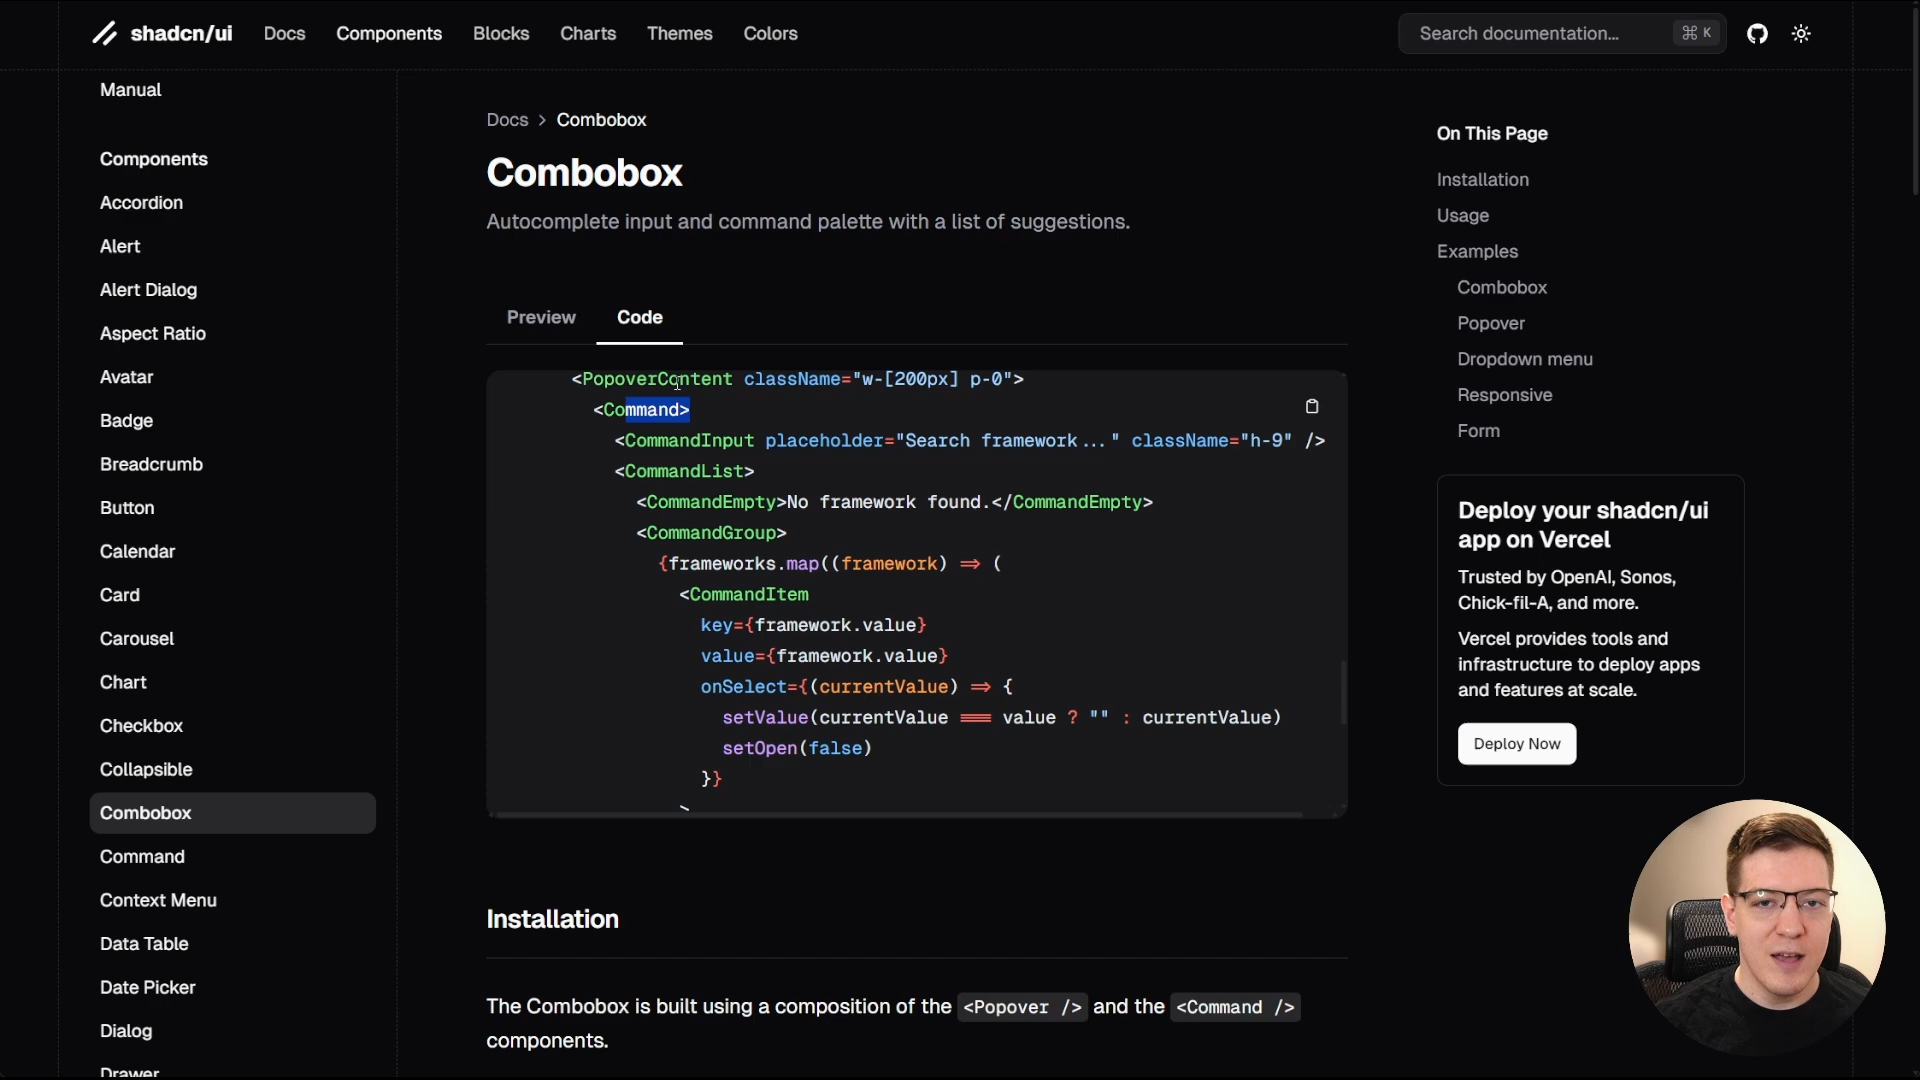 shadcn/ui Docs Components Blocks Charts Themes Colors Search documentation... ⌘ K
Manual
Components
Accordion
Alert
Alert Dialog
Aspect Ratio
Avatar
Badge
Breadcrumb
Button
Calendar
Card
Carousel
Chart
Checkbox
Collapsible
Combobox
Command
Context Menu
Data Table
Date Picker
Dialog
Drawer
Docs > Combobox
Combobox
Autocomplete input and command palette with a list of suggestions.
Preview Code
<PopoverContent className="w-[200px] p-0">
<Command>
<CommandInput placeholder="Search framework..." className="h-9" />
<CommandList>
<CommandEmpty>No framework found.</CommandEmpty>
<CommandGroup>
{frameworks.map((framework) => (
<CommandItem
key={framework.value}
value={framework.value}
onSelect={(currentValue) => {
setValue(currentValue === value ? "" : currentValue)
setOpen(false)
}}
>
Installation
The Combobox is built using a composition of the <Popover /> and the <Command />
components.
On This Page
Installation
Usage
Examples
Combobox
Popover
Dropdown menu
Responsive
Form
Deploy your shadcn/ui
app on Vercel
Trusted by OpenAI, Sonos,
Chick-fil-A, and more.
Vercel provides tools and
infrastructure to deploy apps
and features at scale.
Deploy Now